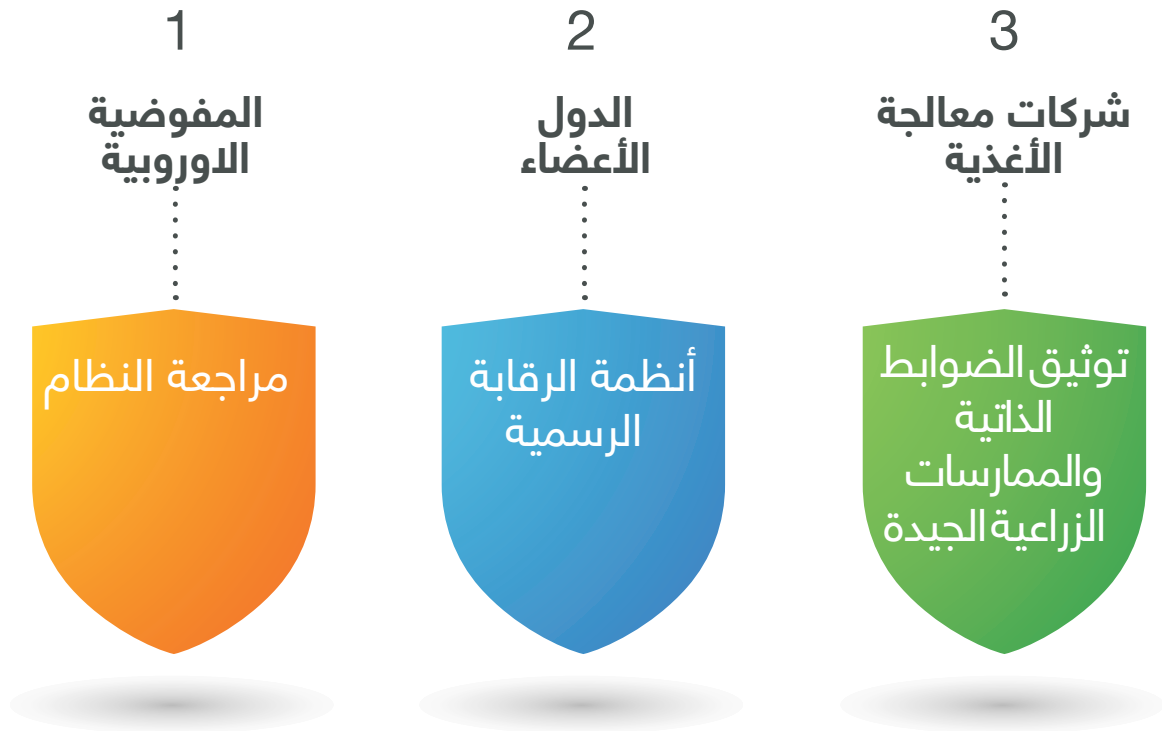 1
المفوضية
الاوروبية
مراجعة النظام
2
الدول
الأعضاء
أنظمة الرقابة
الرسمية
3
شركات معالجة
الأغذية
توثيق الضوابط
الذاتية
والممارسات
الزراعية الجيدة